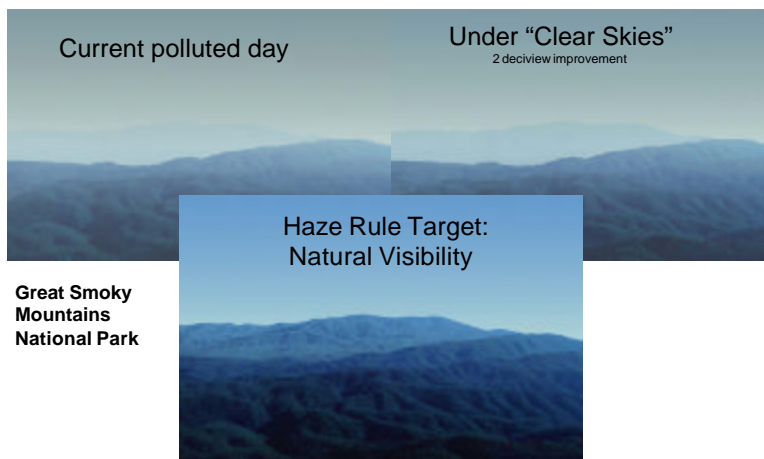 Current polluted day
Under “Clear Skies”
2 deciview improvement
Haze Rule Target:
Natural Visibility
Great Smoky
Mountains
National Park